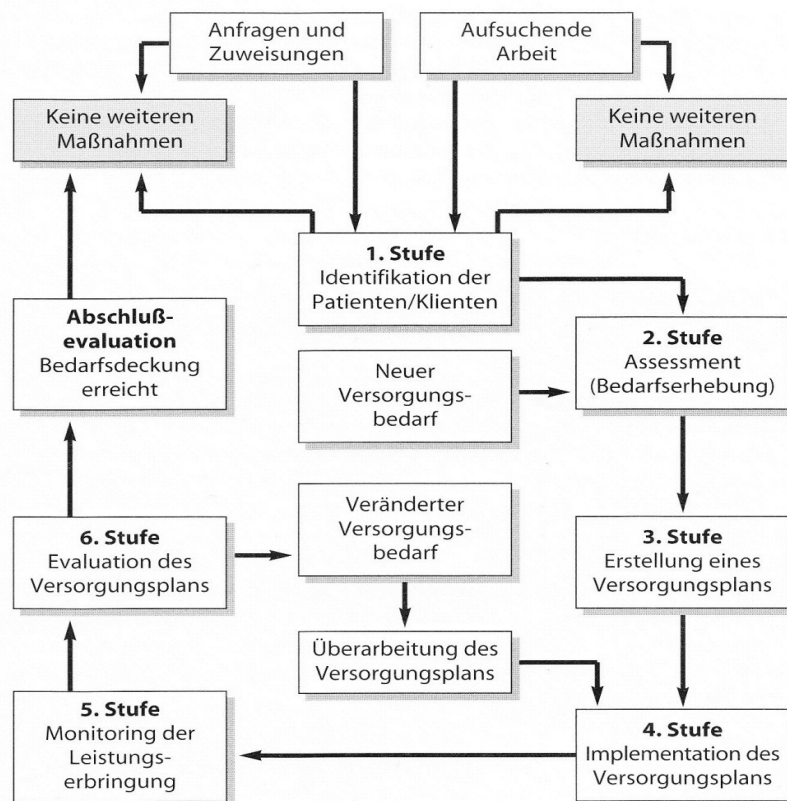 Anfragen und
Zuweisungen
Aufsuchende
Arbeit
Keine weiteren
Maßnahmen
Keine weiteren
Maßnahmen
1. Stufe
Identifikation der
Patienten/Klienten
Abschluß-
evaluation
Bedarfsdeckung
erreicht
2. Stufe
Assessment
(Bedarfserhebung)
Neuer
Versorgungs-
bedarf
Veränderter
Versorgungs-
bedarf
6. Stufe
Evaluation des
Versorgungsplans
3. Stufe
Erstellung eines
Versorgungsplans
Überarbeitung des
Versorgungsplans
5. Stufe
Monitoring der
Leistungs-
erbringung
4. Stufe
Implementation des
Versorgungsplans